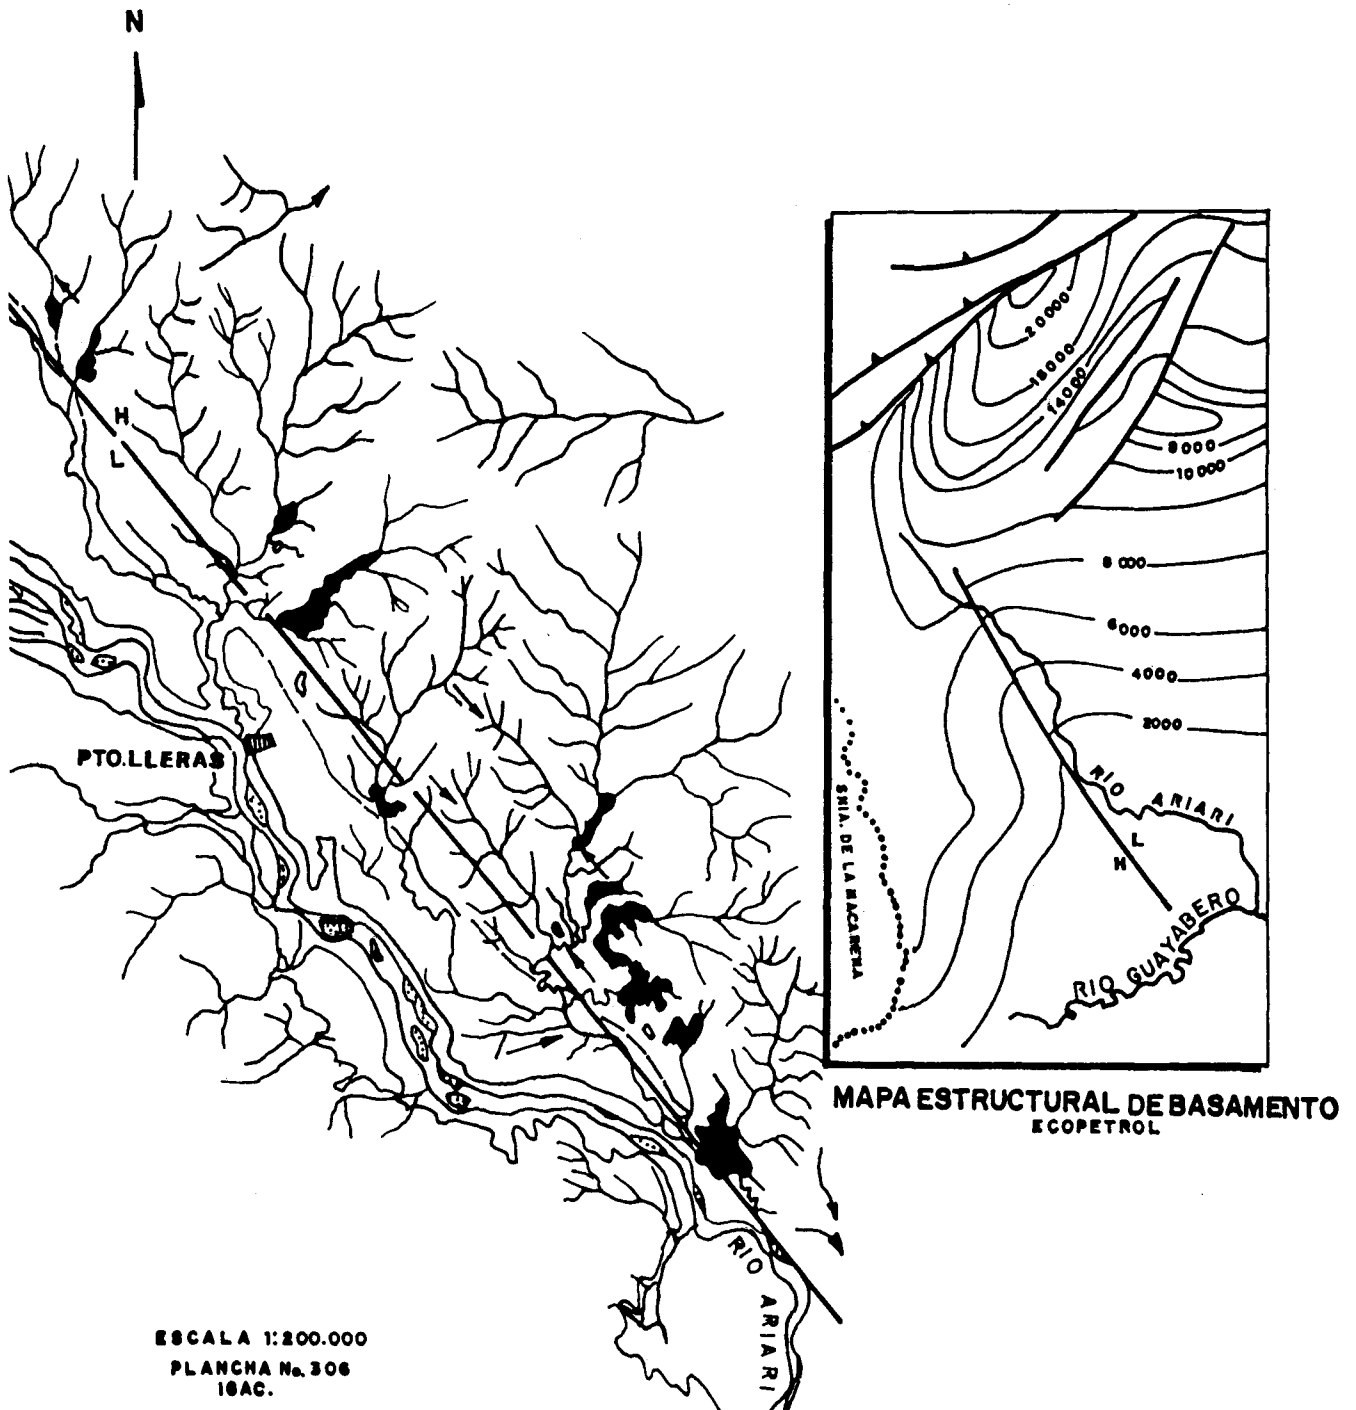 N
H
L
PTO.LLERAS
RIO ARIARI
ESCALA 1:200.000
PLANCHA No. 306
IGAC.
20000
18000
14000
8000
10000
8000
6000
4000
2000
RIO ARIARI
L
H
SNIA. DE LA MACARENA
RIO GUAYABERO
MAPA ESTRUCTURAL DE BASAMENTO
ECOPETROL